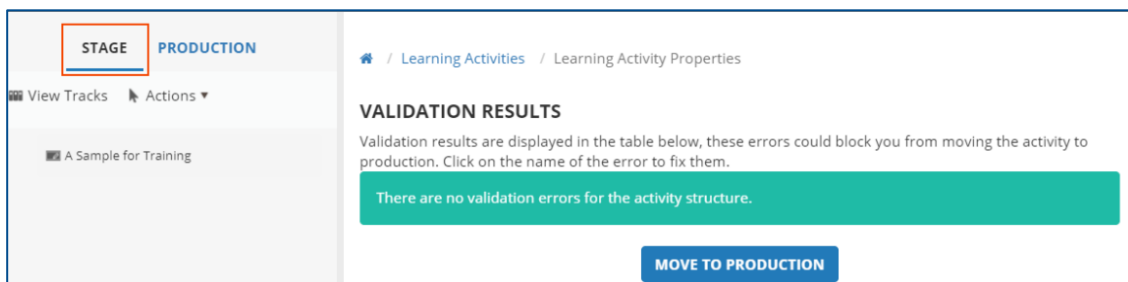 STAGE PRODUCTION
View Tracks Actions
A Sample for Training
/ Learning Activities / Learning Activity Properties
VALIDATION RESULTS
Validation results are displayed in the table below, these errors could block you from moving the activity to
production. Click on the name of the error to fix them.
There are no validation errors for the activity structure.
MOVE TO PRODUCTION